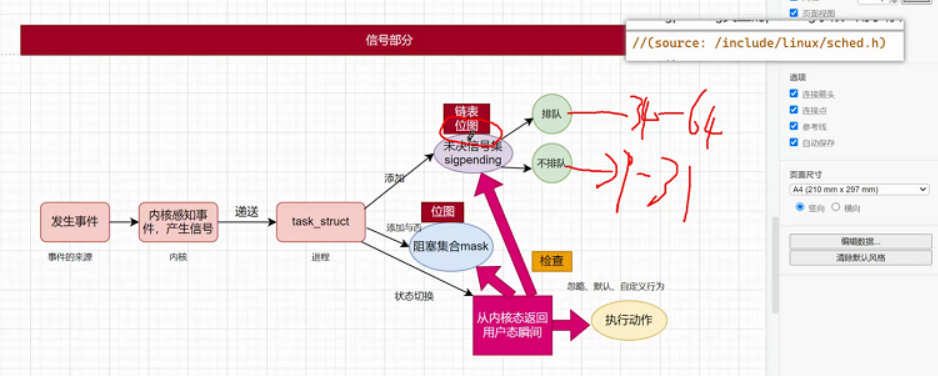 页面视图
信号部分
//(source: /include/linux/sched.h)
选项
连接箭头
连接点
参考线
自动保存
链表
位图
未决信号集
sigpending
排队
34-64
不排队
31
添加
页面尺寸
A4 (210 mm x 297 mm)
竖向
横向
发生事件
内核感知事
件，产生信号
递送
task_struct
位图
添加与否
阻塞集合mask
编辑数据...
清除默认风格
事件的来源
内核
进程
检查
状态切换
忽略、默认、自定义行为
从内核态返回
用户态瞬间
执行动作